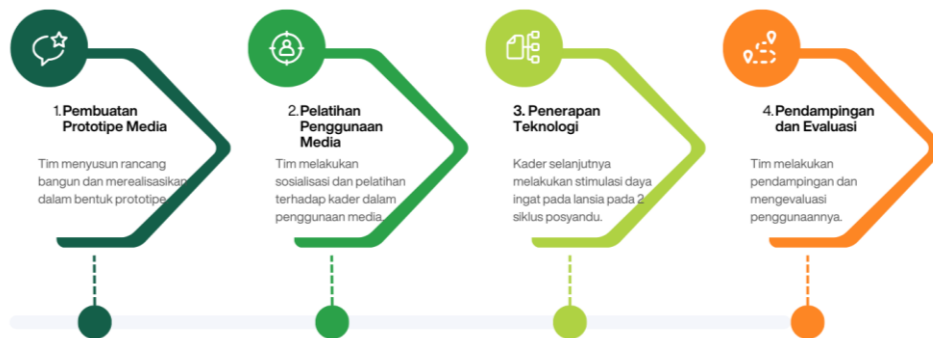 1. Pembuatan
Prototipe Media
Tim menyusun rancang
bangun dan merealisasikan
dalam bentuk prototipe.
2. Pelatihan
Penggunaan
Media
Tim melakukan
sosialisasi dan pelatihan
terhadap kader dalam
penggunaan media.
3. Penerapan
Teknologi
Kader selanjutnya
melakukan stimulasi daya
ingat pada lansia pada 2
siklus posyandu.
4. Pendampingan
dan Evaluasi
Tim melakukan
pendampingan dan
mengevaluasi
penggunaannya.